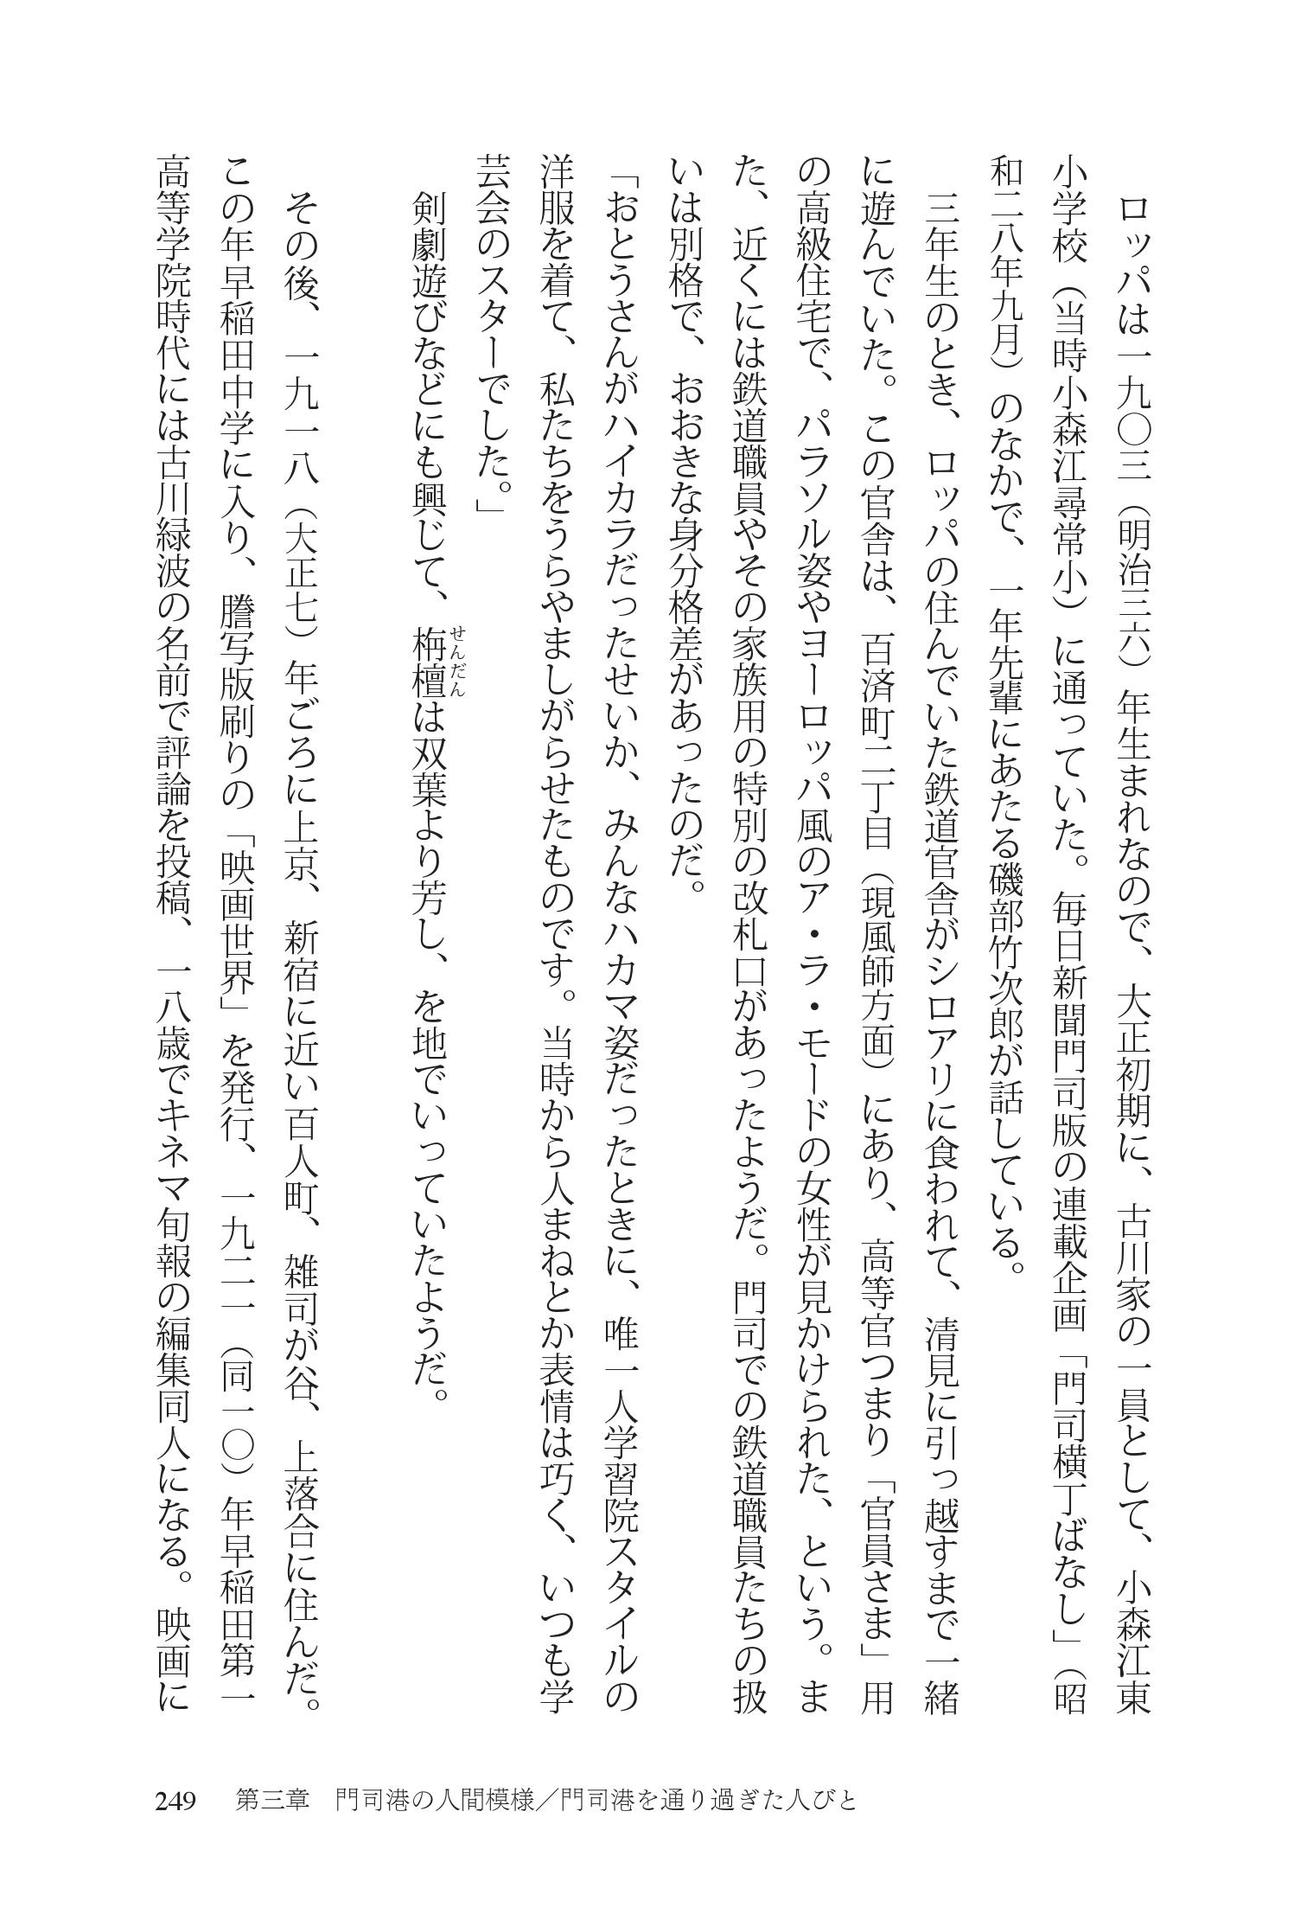 ロッパは一九〇三（明治三六）年生まれなので、大正初期に、古川家の一員として、小森江東
小学校（当時小森江尋常小）に通っていた。毎日新聞門司版の連載企画「門司横丁ばなし」（昭
和二八年九月）のなかで、一年先輩にあたる磯部竹次郎が話している。
　三年生のとき、ロッパの住んでいた鉄道官舎がシロアリに食われて、清見に引っ越すまで一緒
に遊んでいた。この官舎は、百済町二丁目（現風師方面）にあり、高等官つまり「官員さま」用
の高級住宅で、パラソル姿やヨーロッパ風のア・ラ・モードの女性が見かけられた、という。ま
た、近くには鉄道職員やその家族用の特別の改札口があったようだ。門司での鉄道職員たちの扱
いは別格で、おおきな身分格差があったのだ。
「おとうさんがハイカラだったせいか、みんなハカマ姿だったときに、唯一人学習院スタイルの
洋服を着て、私たちをうらやましがらせたものです。当時から人まねとか表情は巧く、いつも学
芸会のスターでした。」
せんだん
　剣劇遊びなどにも興じて、栴檀は双葉より芳し、を地でいっていたようだ。
　その後、一九一八（大正七）年ごろに上京、新宿に近い百人町、雑司が谷、上落合に住んだ。
この年早稲田中学に入り、謄写版刷りの「映画世界」を発行、一九二一（同一〇）年早稲田第一
高等学院時代には古川緑波の名前で評論を投稿、一八歳でキネマ旬報の編集同人になる。映画に
249　第三章　門司港の人間模様／門司港を通り過ぎた人びと